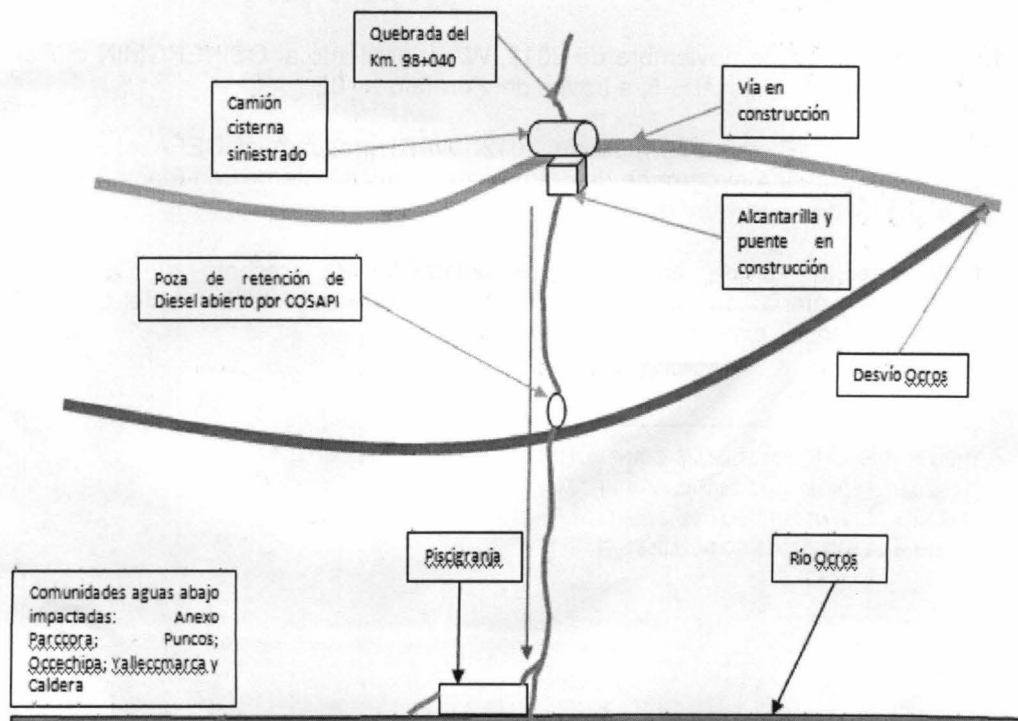 Quebrada del
Km. 98+040
Camión
cisterna
siniestrado
Vía en
construcción
Alcantarilla y
puente en
construcción
Poza de retención de
Diesel abierto por COSAPI
Desvío Ocros
Piscigranja
Río Ocros
Comunidades aguas abajo
impactadas: Anexo
Parccora; Puncos;
Occechipa; Yalleccmarca y
Caldera